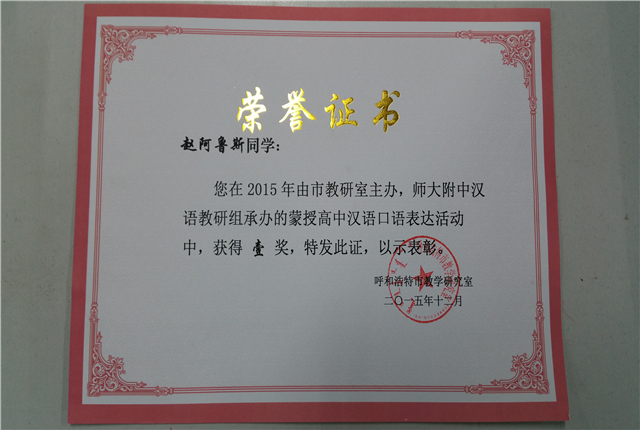 荣誉证书
赵阿鲁斯同学：
您在2015年由市教研室主办，师大附中汉
语教研组承办的蒙授高中汉语口语表达活动
中，获得 壹 奖，特发此证，以示表彰。
呼和浩特市教学研究室
二〇一五年十二月